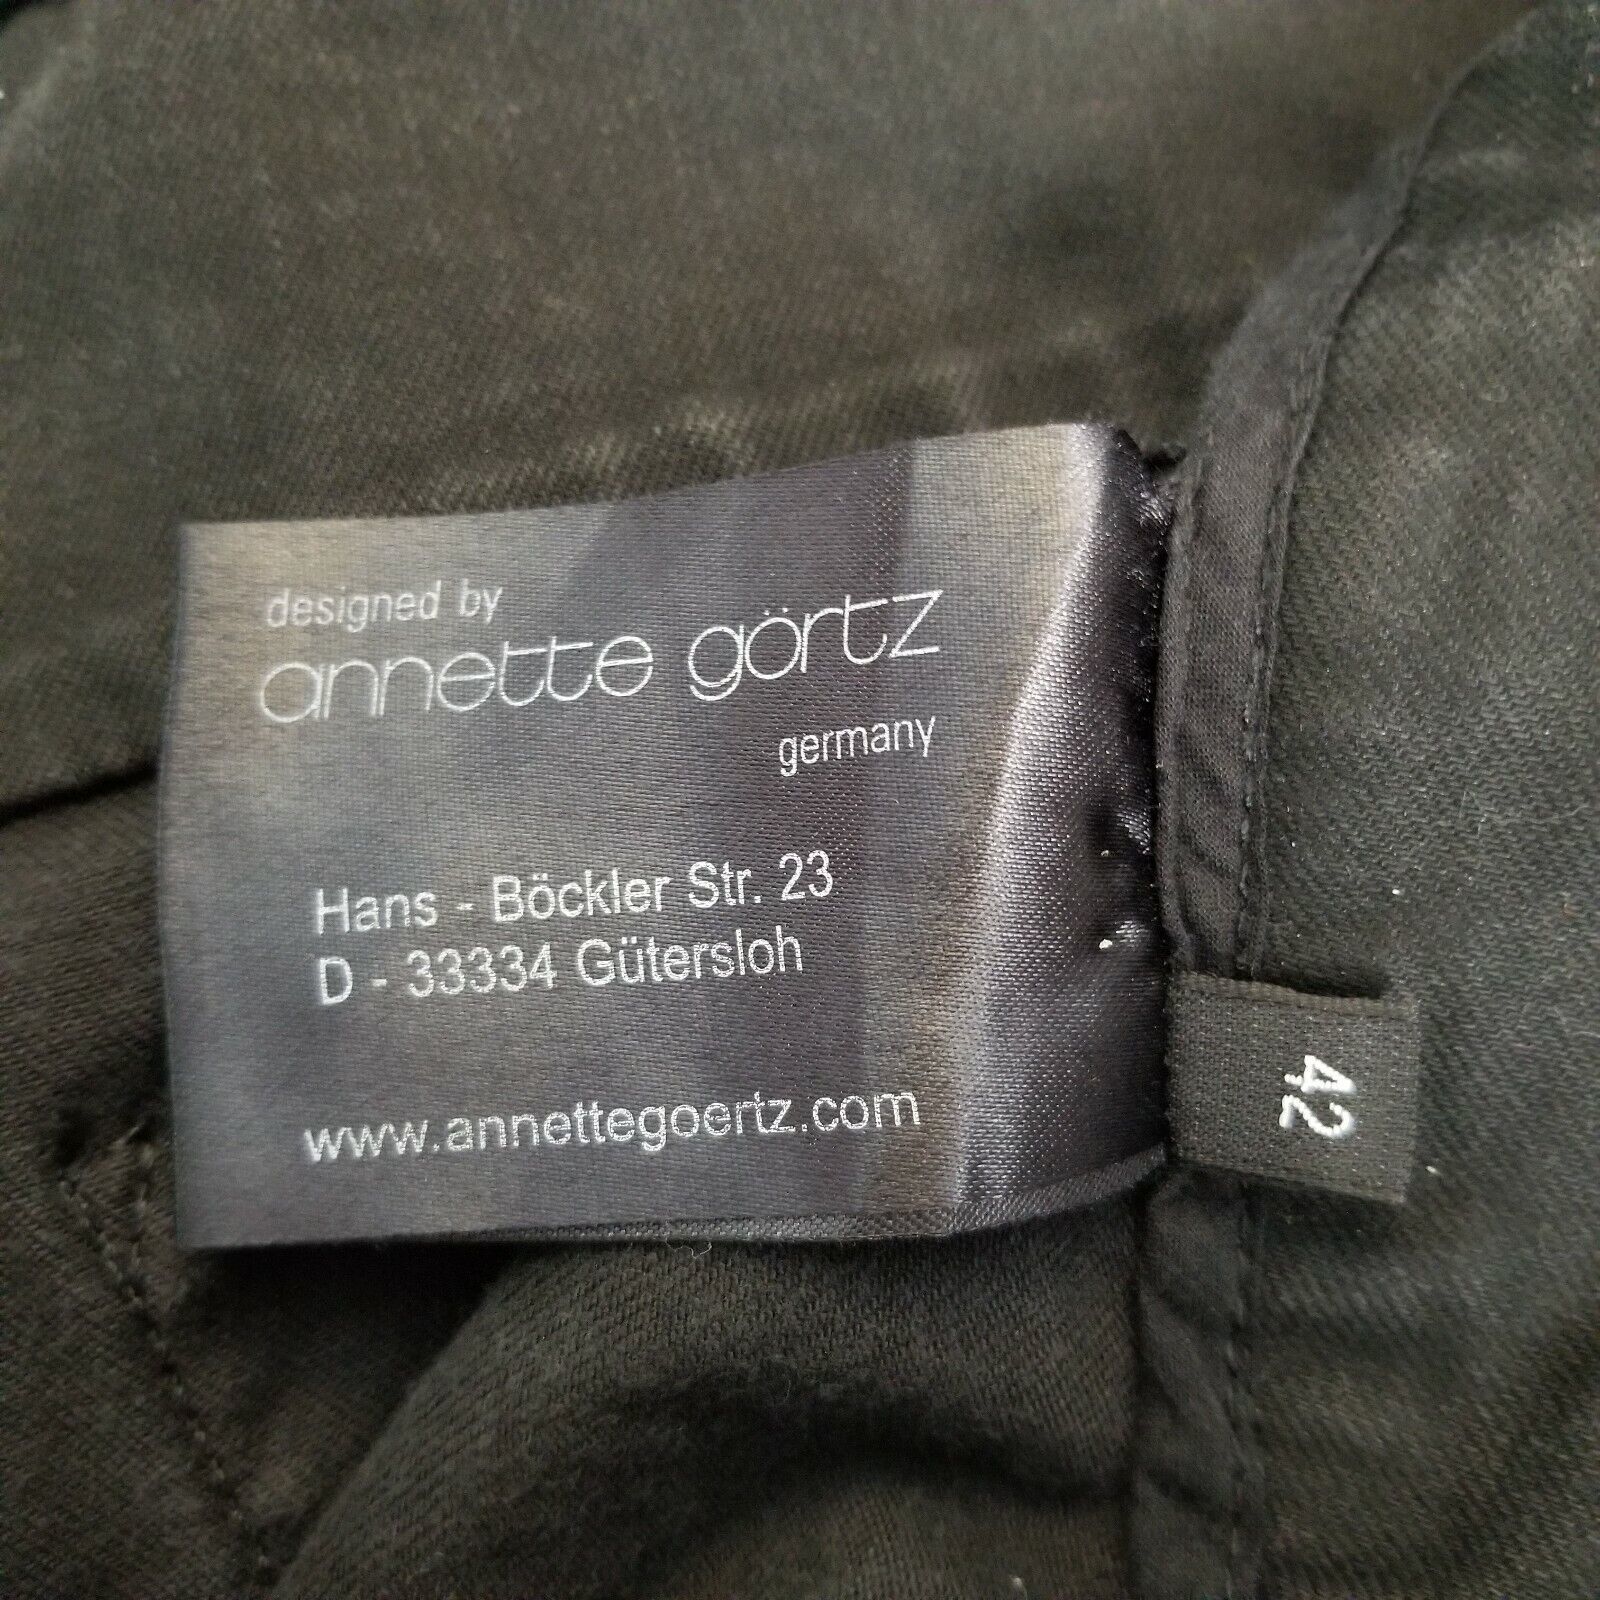 designed by
annette görtz
germany
Hans - Böckler Str. 23
D - 33334 Gütersloh
www.annettegoertz.com
42